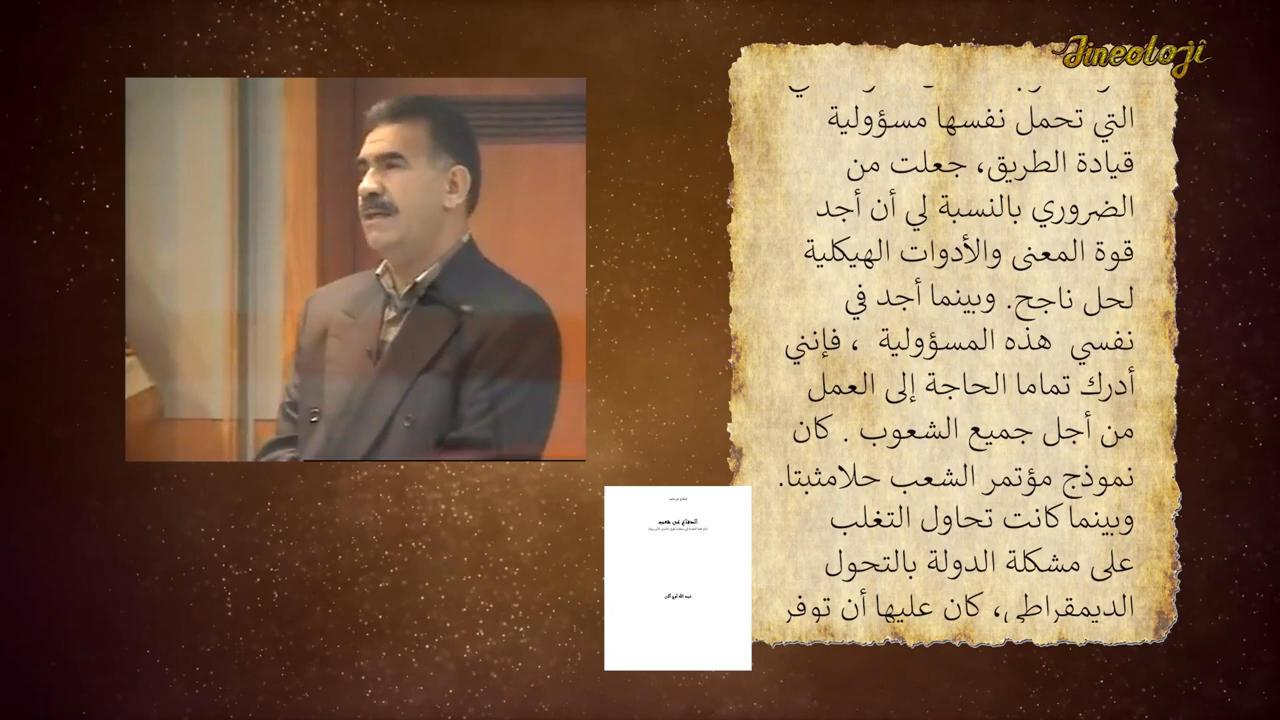 Jineolojî
التي تحمل نفسها مسؤولية
قيادة الطريق، جعلت من
الضروري بالنسبة لي أن أجد
قوة المعنى والأدوات الهيكلية
لحل ناجح. وبينما أجد في
نفسي هذه المسؤولية ، فإنني
أدرك تماما الحاجة إلى العمل
من أجل جميع الشعوب . كان
نموذج مؤتمر الشعب حلامثبتا.
وبينما كانت تحاول التغلب
على مشكلة الدولة بالتحول
الديمقراطي، كان عليها أن توفر
الدفاع عن شعب
عبد الله أوج آلان